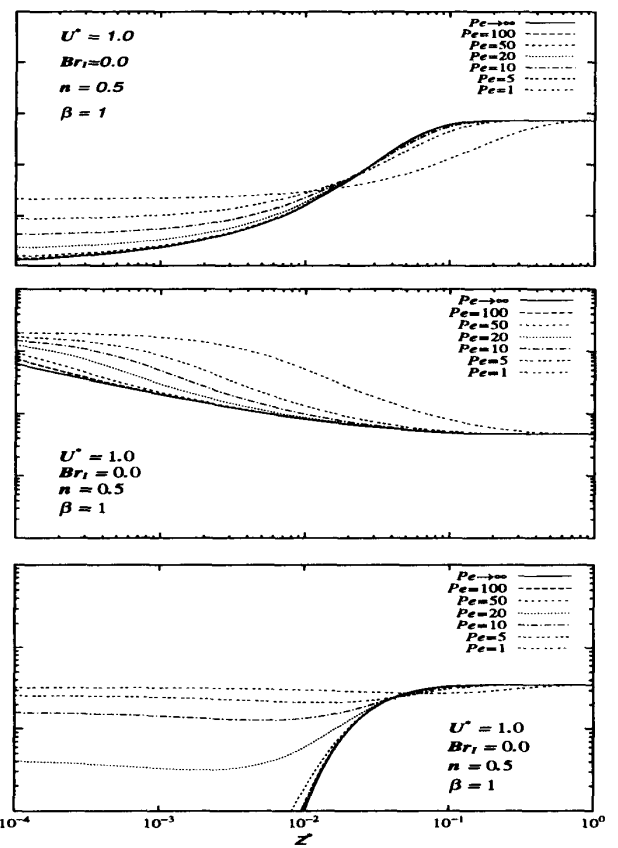 U* = 1.0
Br_I=0.0
n = 0.5
β = 1
Pe→∞
Pe=100
Pe=50
Pe=20
Pe=10
Pe=5
Pe=1
Pe→∞
Pe=100
Pe=50
Pe=20
Pe=10
Pe=5
Pe=1
U* = 1.0
Br_I = 0.0
n = 0.5
β = 1
Pe→∞
Pe=100
Pe=50
Pe=20
Pe=10
Pe=5
Pe=1
U* = 1.0
Br_I = 0.0
n = 0.5
β = 1
10⁻⁴ 10⁻³ 10⁻² 10⁻¹ 10⁰
z*